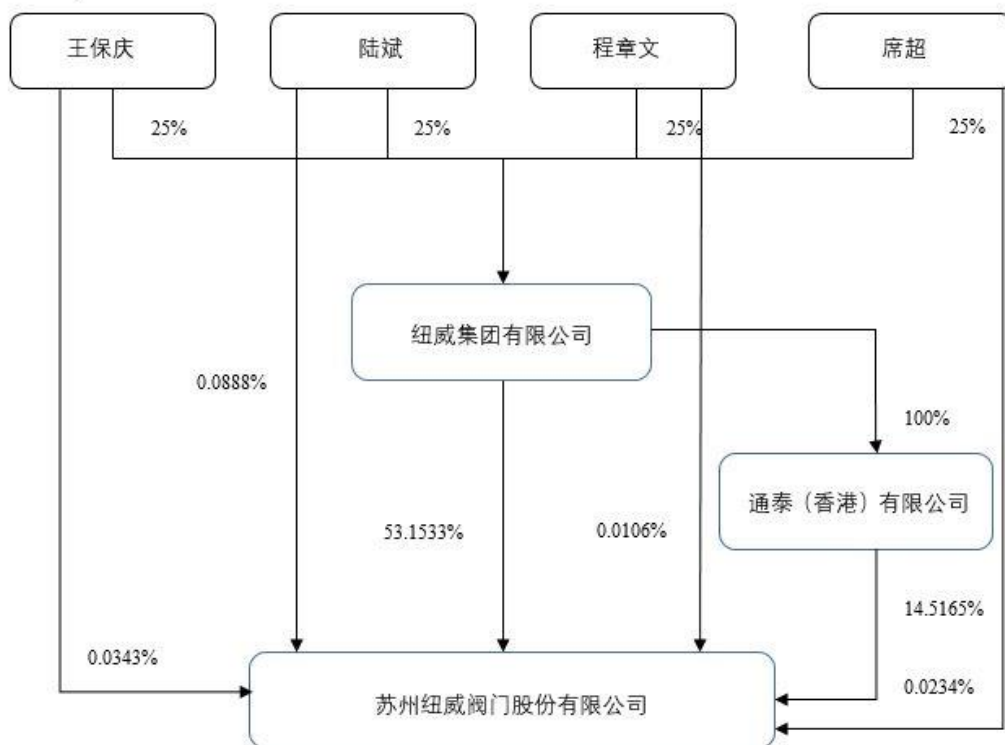 王保庆
陆斌
程章文
席超
25%
25%
25%
25%
纽威集团有限公司
0.0888%
100%
通泰（香港）有限公司
53.1533%
0.0106%
14.5165%
0.0343%
0.0234%
苏州纽威阀门股份有限公司